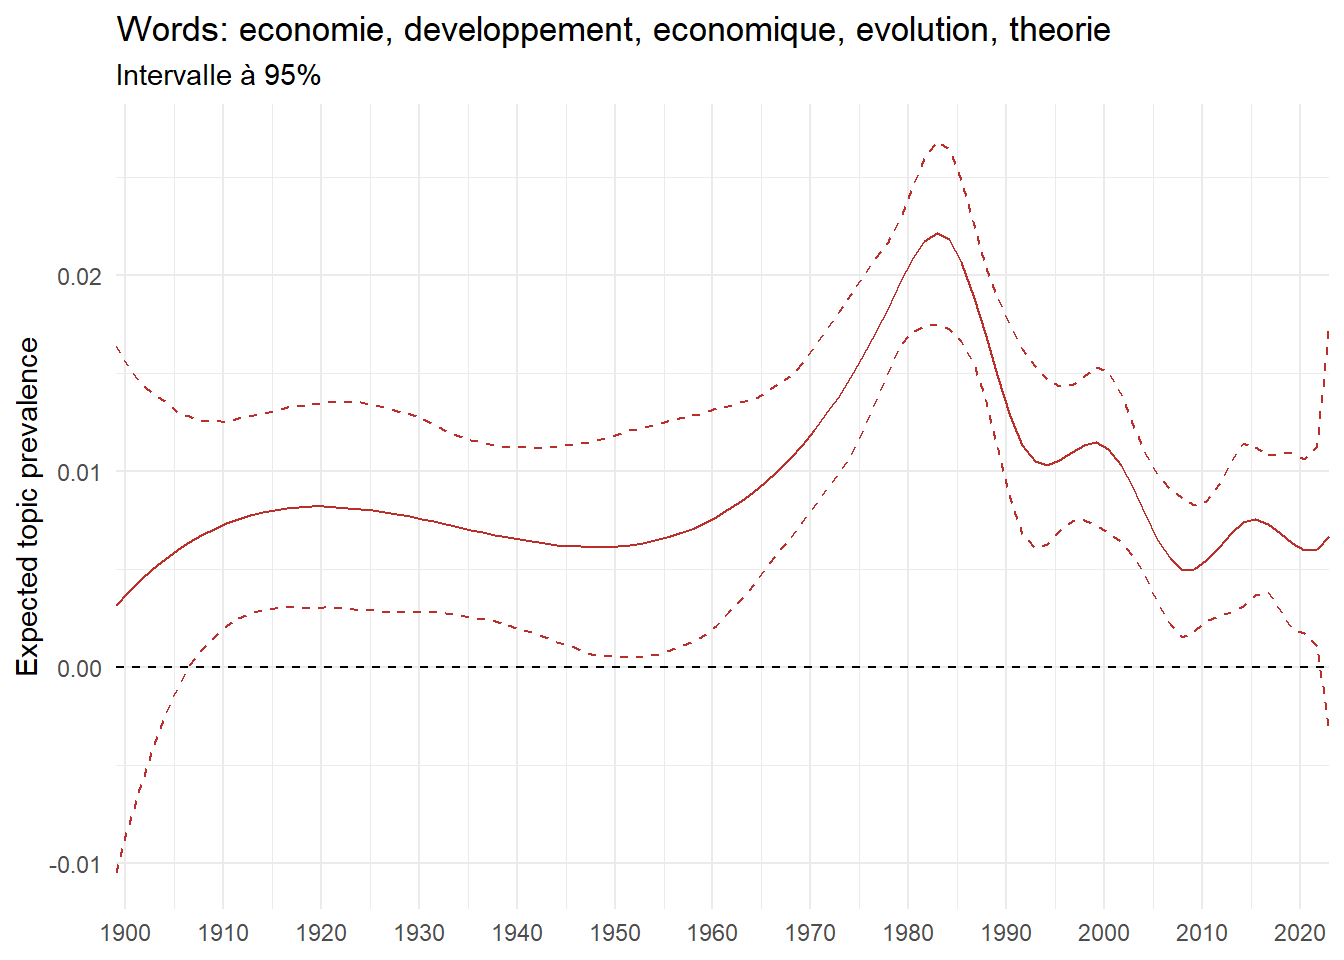 Words: economie, developpement, economique, evolution, theorie
Intervalle à 95%
Expected topic prevalence
0.02
0.01
0.00
-0.01
1900 1910 1920 1930 1940 1950 1960 1970 1980 1990 2000 2010 2020